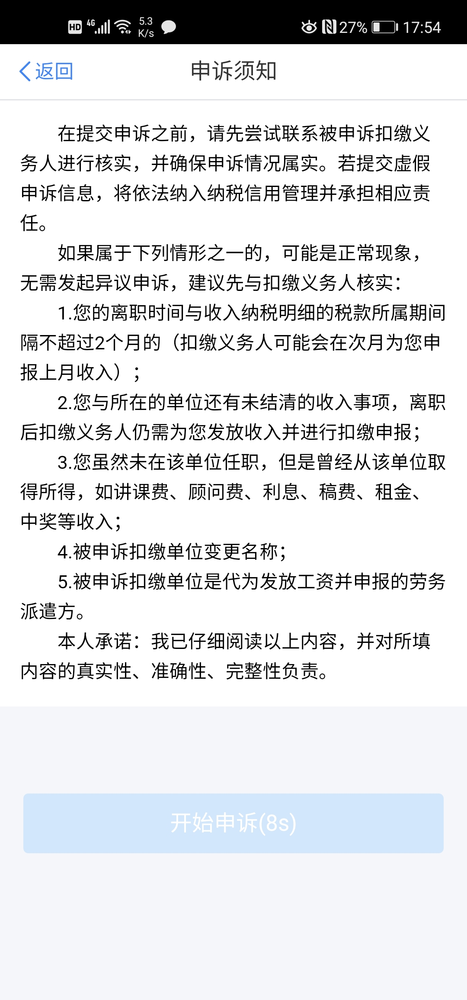 HD 4G 5.3 K/s 27% 17:54
返回 申诉须知
在提交申诉之前，请先尝试联系被申诉扣缴义
务人进行核实，并确保申诉情况属实。若提交虚假
申诉信息，将依法纳入纳税信用管理并承担相应责
任。
如果属于下列情形之一的，可能是正常现象，
无需发起异议申诉，建议先与扣缴义务人核实：
1.您的离职时间与收入纳税明细的税款所属期间
隔不超过2个月的（扣缴义务人可能会在次月为您申
报上月收入）；
2.您与所在的单位还有未结清的收入事项，离职
后扣缴义务人仍需为您发放收入并进行扣缴申报；
3.您虽然未在该单位任职，但是曾经从该单位取
得所得，如讲课费、顾问费、利息、稿费、租金、
中奖等收入；
4.被申诉扣缴单位变更名称；
5.被申诉扣缴单位是代为发放工资并申报的劳务
派遣方。
本人承诺：我已仔细阅读以上内容，并对所填
内容的真实性、准确性、完整性负责。
开始申诉(8s)